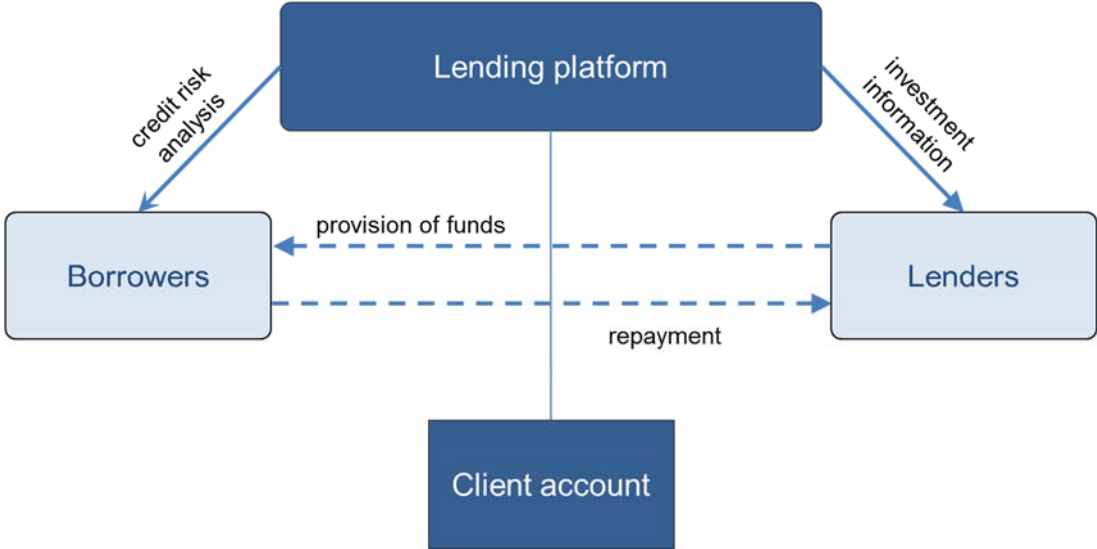 Lending platform
credit risk
analysis
investment
information
provision of funds
Borrowers
Lenders
repayment
Client account